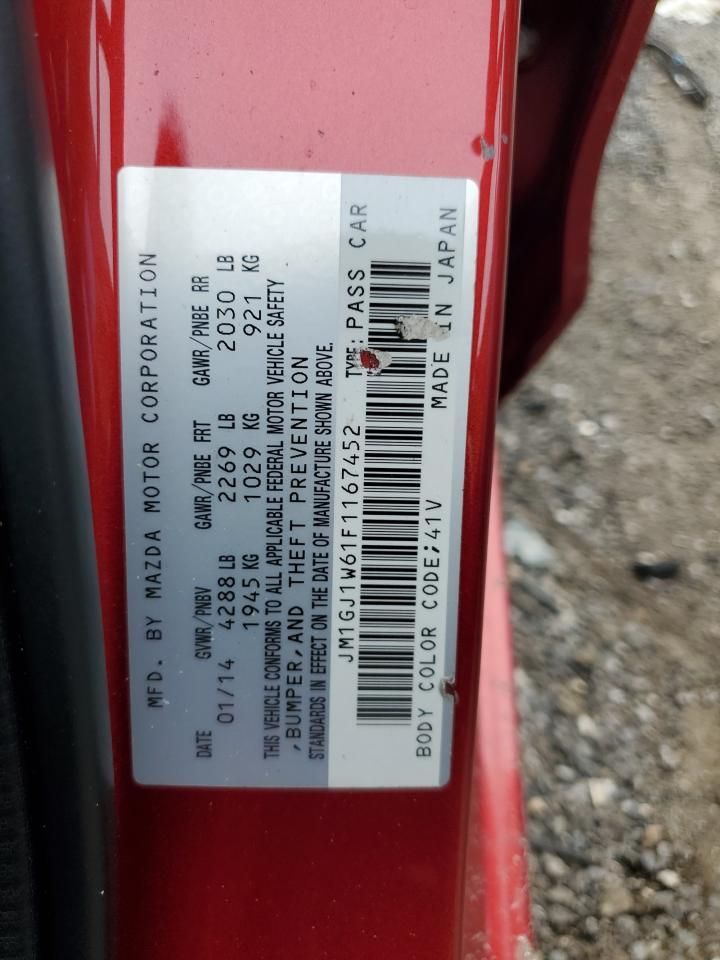 MFD. BY MAZDA MOTOR CORPORATION
DATE GVWR/PNBV GAWR/PNBE FRT GAWR/PNBE RR
01/14 4288 LB 2269 LB 2030 LB
1945 KG 1029 KG 921 KG
THIS VEHICLE CONFORMS TO ALL APPLICABLE FEDERAL MOTOR VEHICLE SAFETY
,BUMPER,AND THEFT PREVENTION
STANDARDS IN EFFECT ON THE DATE OF MANUFACTURE SHOWN ABOVE.
JM1GJ1W61F1167452 TYPE: PASS CAR
BODY COLOR CODE;41V MADE IN JAPAN